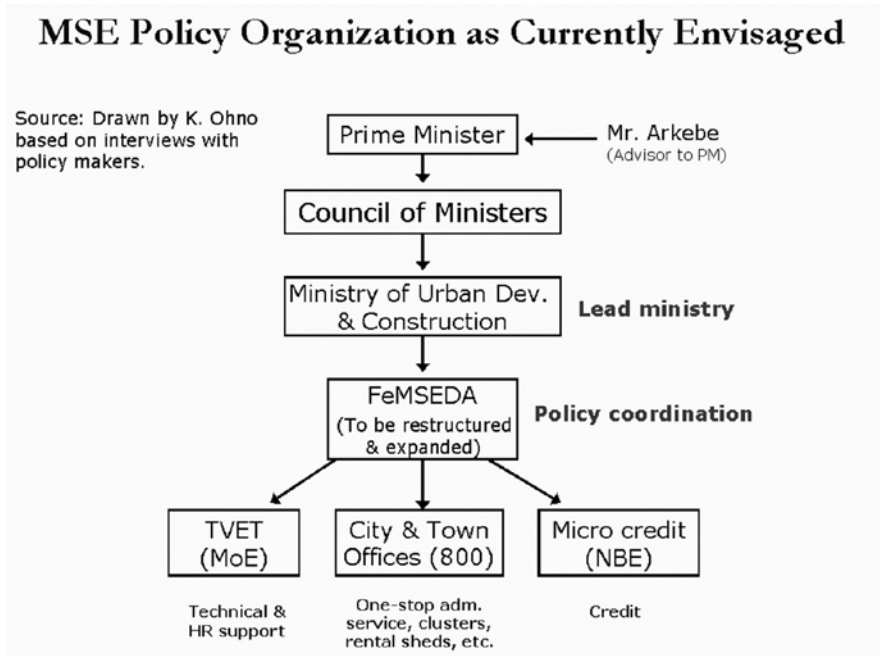 MSE Policy Organization as Currently Envisaged
Source: Drawn by K. Ohno
based on interviews with
policy makers.
Prime Minister
Mr. Arkebe
(Advisor to PM)
Council of Ministers
Ministry of Urban Dev.
& Construction
Lead ministry
FeMSEDA
(To be restructured
& expanded)
Policy coordination
TVET
(MoE)
City & Town
Offices (800)
Micro credit
(NBE)
Technical &
HR support
One-stop adm.
service, clusters,
rental sheds, etc.
Credit